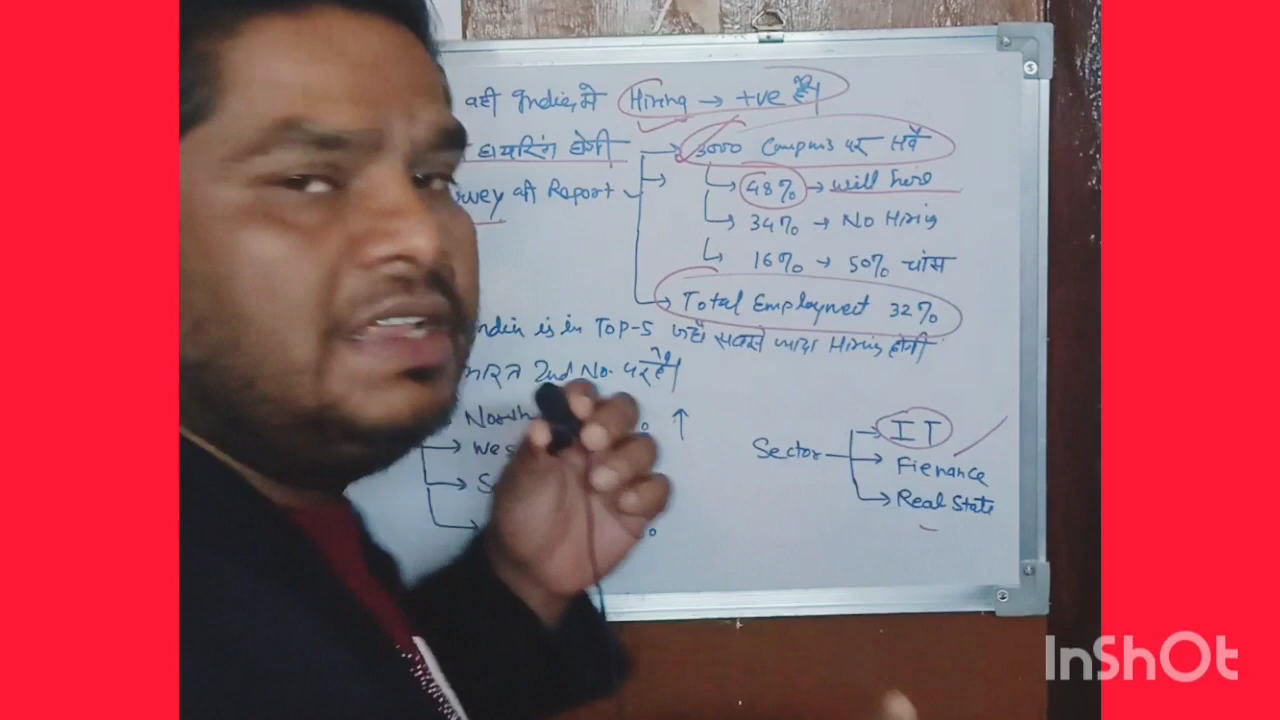 वही India में Hiring → +ve है।
हायरिंग होगी → 3000 Compnis पर सर्वे
rvey की Report → 48% → will hire
34% → No Hiring
16% → 50% चांस
→ Total Employment 32%
India is in TOP-5 जहाँ सबसे ज्यादा Hiring होगी
भारत 2nd No. पर है।
North ↑
Wes
S
Sector → IT
→ Fienance
→ Real State
InShOt